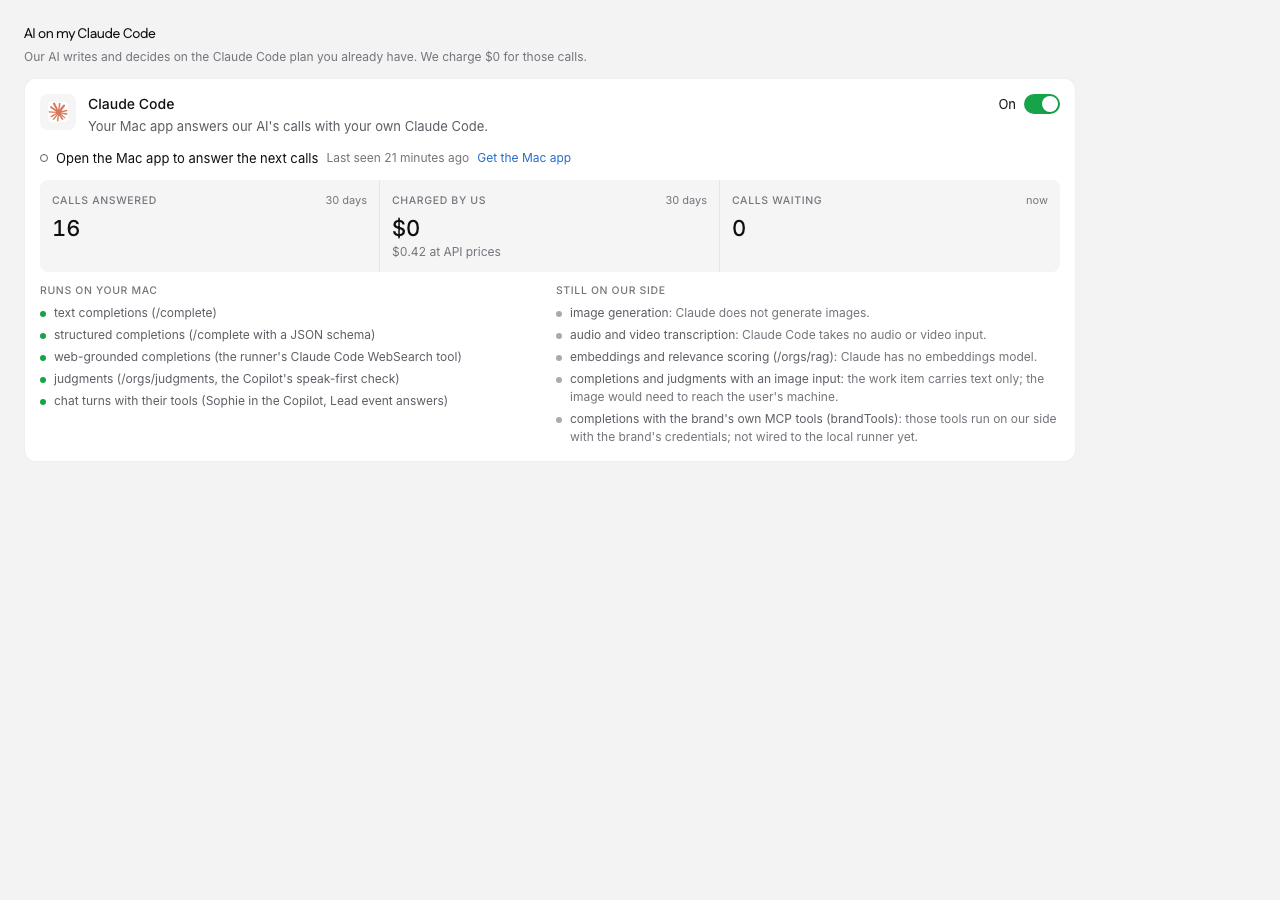 AI on my Claude Code
Our AI writes and decides on the Claude Code plan you already have. We charge $0 for those calls.
Claude Code
On
Your Mac app answers our AI's calls with your own Claude Code.
Open the Mac app to answer the next calls Last seen 21 minutes ago Get the Mac app
CALLS ANSWERED 30 days
16
CHARGED BY US 30 days
$0
$0.42 at API prices
CALLS WAITING now
0
RUNS ON YOUR MAC
text completions (/complete)
structured completions (/complete with a JSON schema)
web-grounded completions (the runner's Claude Code WebSearch tool)
judgments (/orgs/judgments, the Copilot's speak-first check)
chat turns with their tools (Sophie in the Copilot, Lead event answers)
STILL ON OUR SIDE
image generation: Claude does not generate images.
audio and video transcription: Claude Code takes no audio or video input.
embeddings and relevance scoring (/orgs/rag): Claude has no embeddings model.
completions and judgments with an image input: the work item carries text only; the
image would need to reach the user's machine.
completions with the brand's own MCP tools (brandTools): those tools run on our side
with the brand's credentials; not wired to the local runner yet.